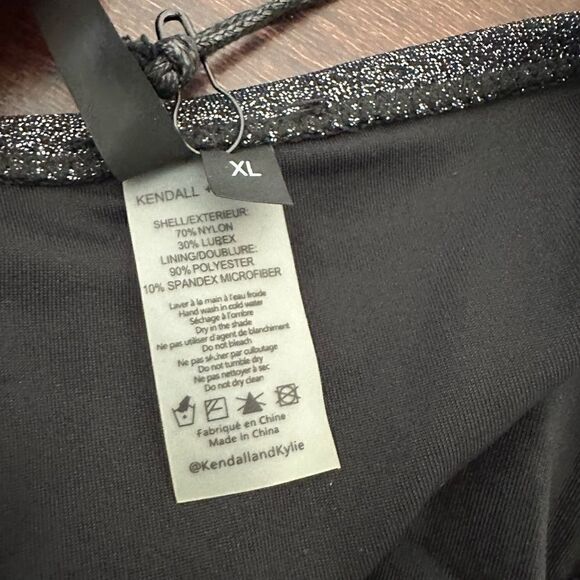 XL
KENDALL +
SHELL/EXTERIEUR:
70% NYLON
30% LUREX
LINING/DOUBLURE:
90% POLYESTER
10% SPANDEX MICROFIBER
Laver à la main à l'eau froide
Hand wash in cold water
Séchage à l'ombre
Dry in the shade
Ne pas utiliser d'agent de blanchiment
Do not bleach
Ne pas sécher par culbutage
Do not tumble dry
Ne pas nettoyer à sec
Do not dry clean
Fabriqué en Chine
Made in China
@KendallandKylie